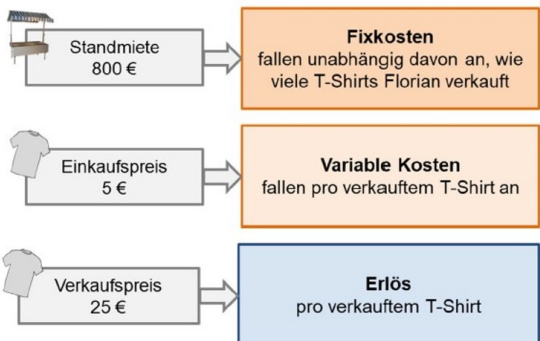 Standmiete
800 €
Fixkosten
fallen unabhängig davon an, wie
viele T-Shirts Florian verkauft
Einkaufspreis
5 €
Variable Kosten
fallen pro verkauftem T-Shirt an
Verkaufspreis
25 €
Erlös
pro verkauftem T-Shirt